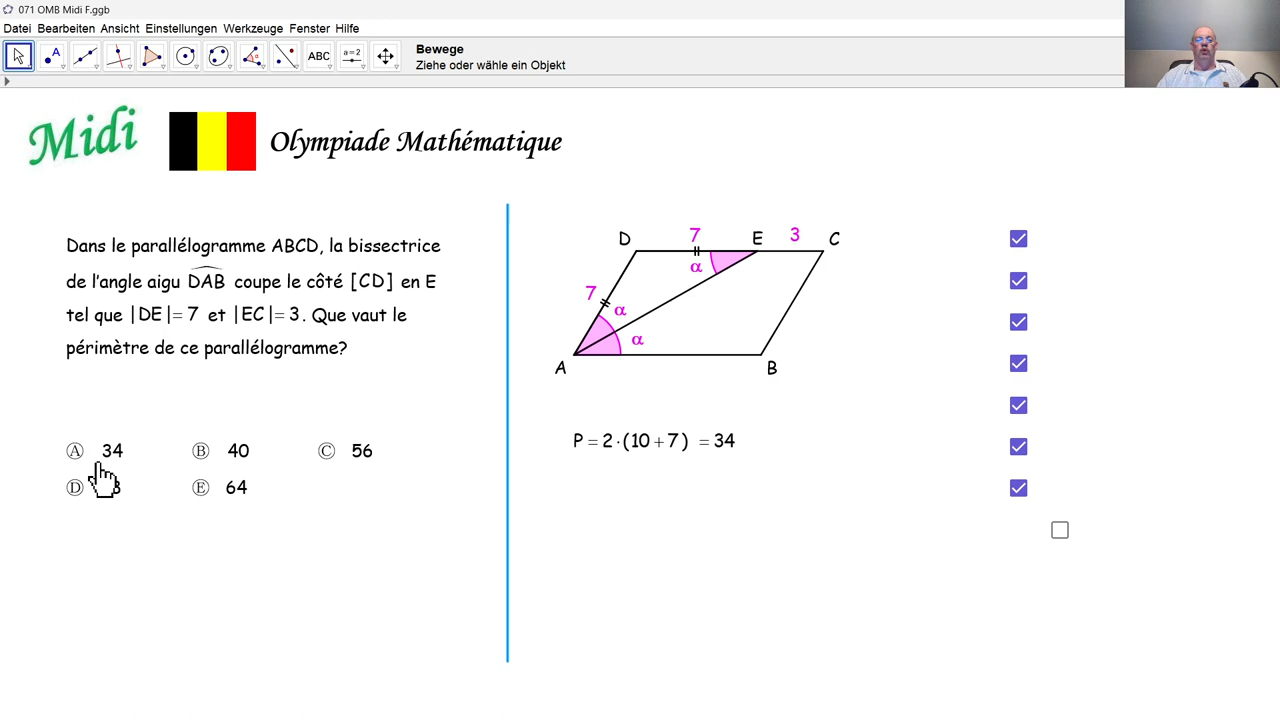 071 OMB Midi F.ggb
Datei Bearbeiten Ansicht Einstellungen Werkzeuge Fenster Hilfe
A
α
ABC
a=2
Bewege
Ziehe oder wähle ein Objekt
Midi
Olympiade Mathématique
Dans le parallélogramme ABCD, la bissectrice
de l'angle aigu DAB coupe le côté [CD] en E
tel que |DE|=7 et |EC|=3. Que vaut le
périmètre de ce parallélogramme?
Ⓐ 34 Ⓑ 40 Ⓒ 56
Ⓓ Ⓔ 64
D 7 E 3 C
α
7 α
α
A B
P = 2·(10+7) = 34